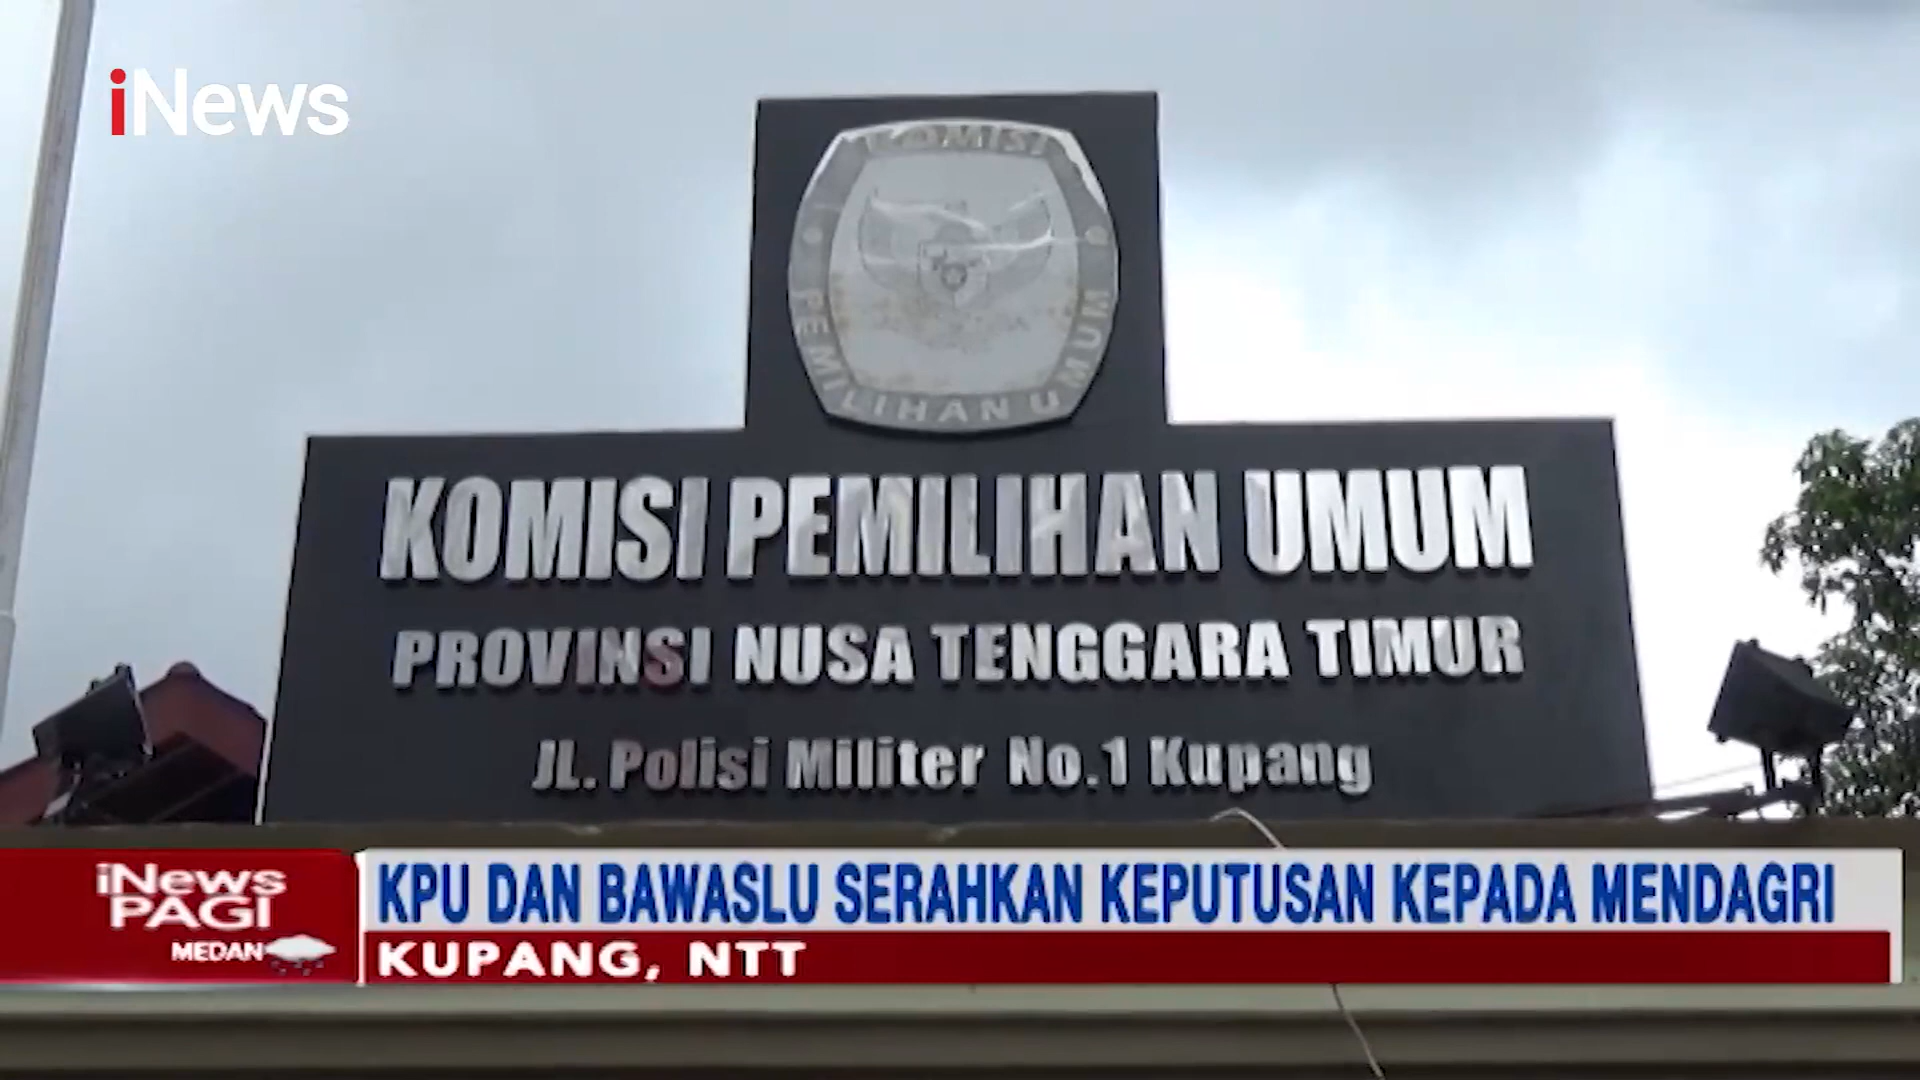 iNews
KOMISI
PEMILIHAN UMUM
KOMISI PEMILIHAN UMUM
PROVINSI NUSA TENGGARA TIMUR
JL. Polisi Militer No.1 Kupang
iNews
PAGI
MEDAN
KPU DAN BAWASLU SERAHKAN KEPUTUSAN KEPADA MENDAGRI
KUPANG, NTT